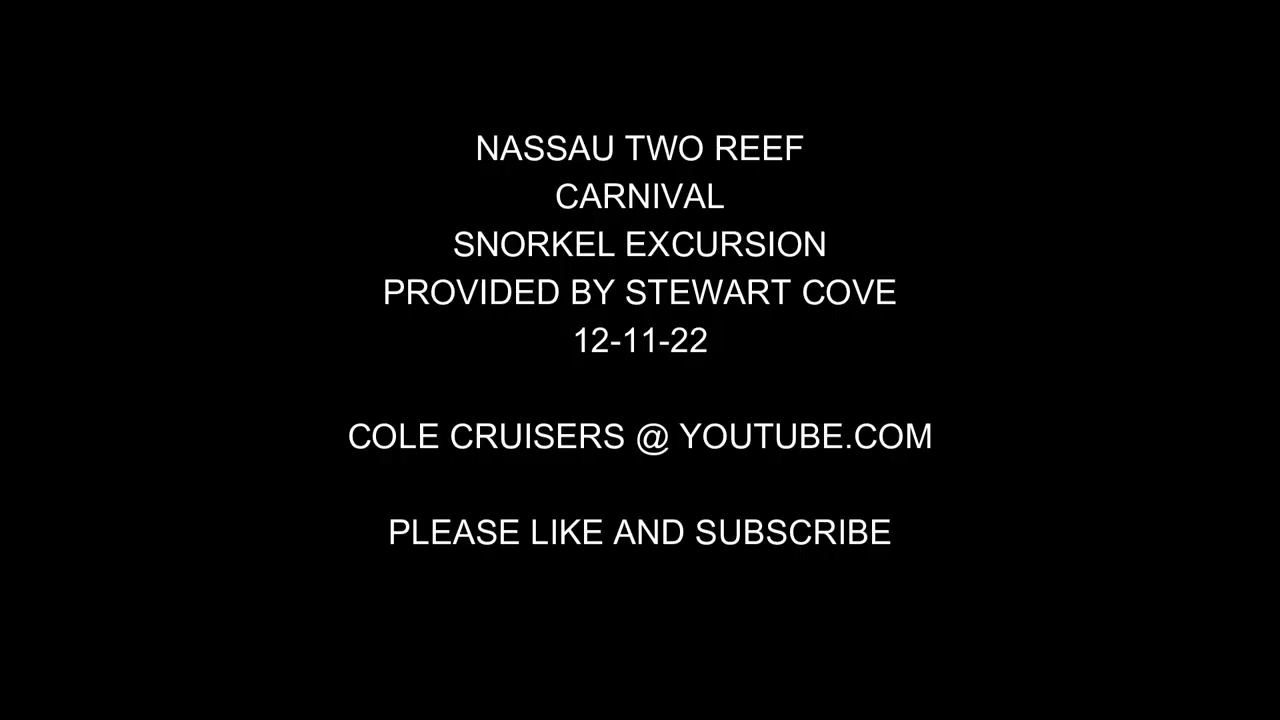 NASSAU TWO REEF
CARNIVAL
SNORKEL EXCURSION
PROVIDED BY STEWART COVE
12-11-22
COLE CRUISERS @ YOUTUBE.COM
PLEASE LIKE AND SUBSCRIBE